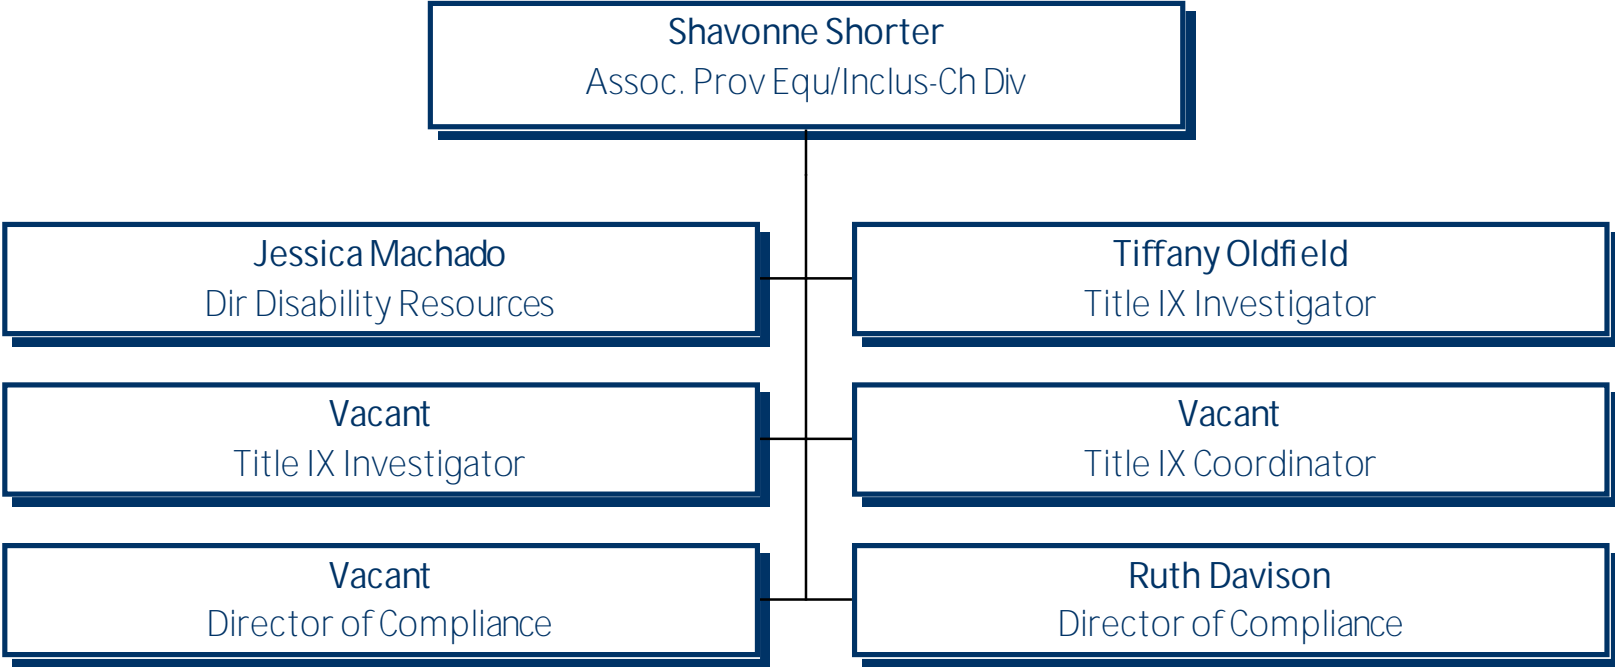 Shavonne Shorter
Assoc. Prov Equ/Inclus-Ch Div
Jessica Machado
Dir Disability Resources
Tiffany Oldfield
Title IX Investigator
Vacant
Title IX Investigator
Vacant
Title IX Coordinator
Vacant
Director of Compliance
Ruth Davison
Director of Compliance